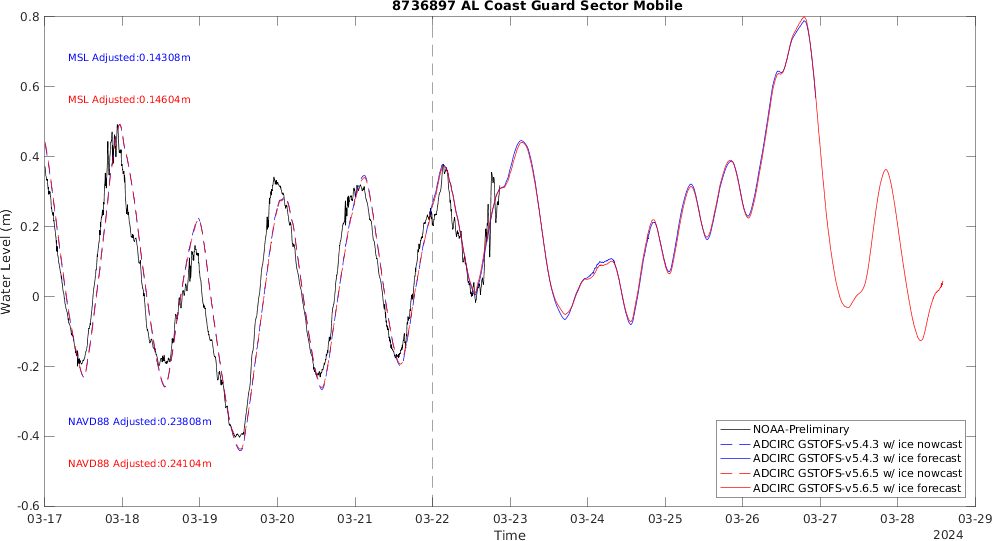 8736897 AL Coast Guard Sector Mobile
0.8
0.6
0.4
0.2
0
-0.2
-0.4
-0.6
Water Level (m)
MSL Adjusted:0.14308m
MSL Adjusted:0.14604m
NAVD88 Adjusted:0.23808m
NAVD88 Adjusted:0.24104m
NOAA-Preliminary
ADCIRC GSTOFS-v5.4.3 w/ ice nowcast
ADCIRC GSTOFS-v5.4.3 w/ ice forecast
ADCIRC GSTOFS-v5.6.5 w/ ice nowcast
ADCIRC GSTOFS-v5.6.5 w/ ice forecast
03-17 03-18 03-19 03-20 03-21 03-22 03-23 03-24 03-25 03-26 03-27 03-28 03-29
Time
2024